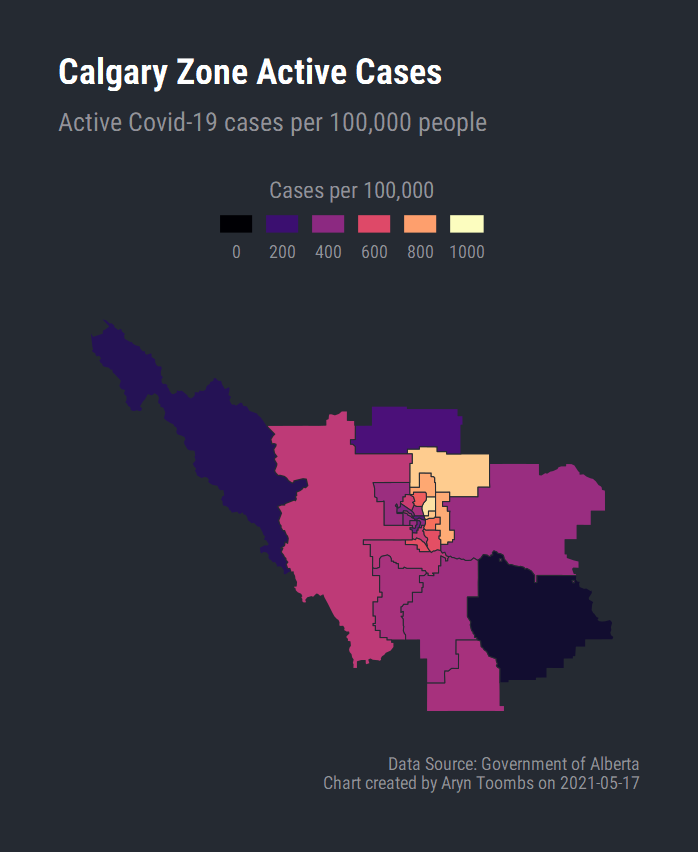 Calgary Zone Active Cases
Active Covid-19 cases per 100,000 people
Cases per 100,000
0 200 400 600 800 1000
Data Source: Government of Alberta
Chart created by Aryn Toombs on 2021-05-17